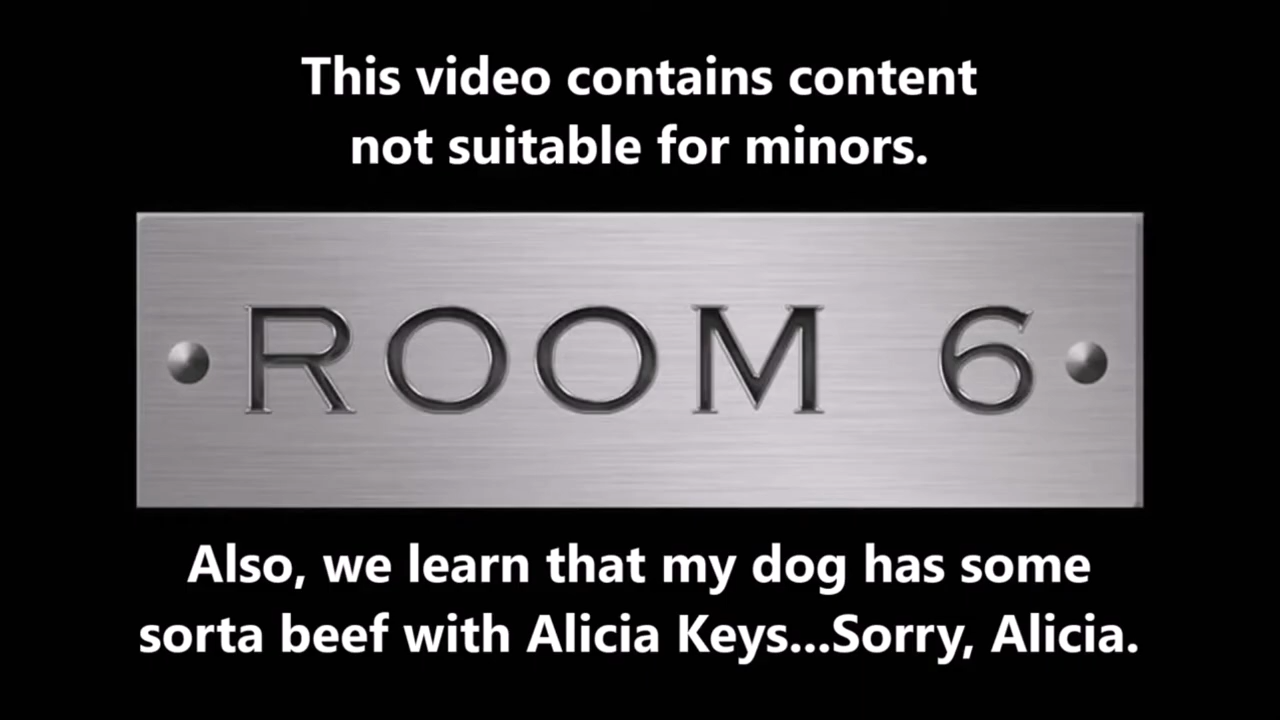 This video contains content
not suitable for minors.
ROOM 6
Also, we learn that my dog has some
sorta beef with Alicia Keys...Sorry, Alicia.